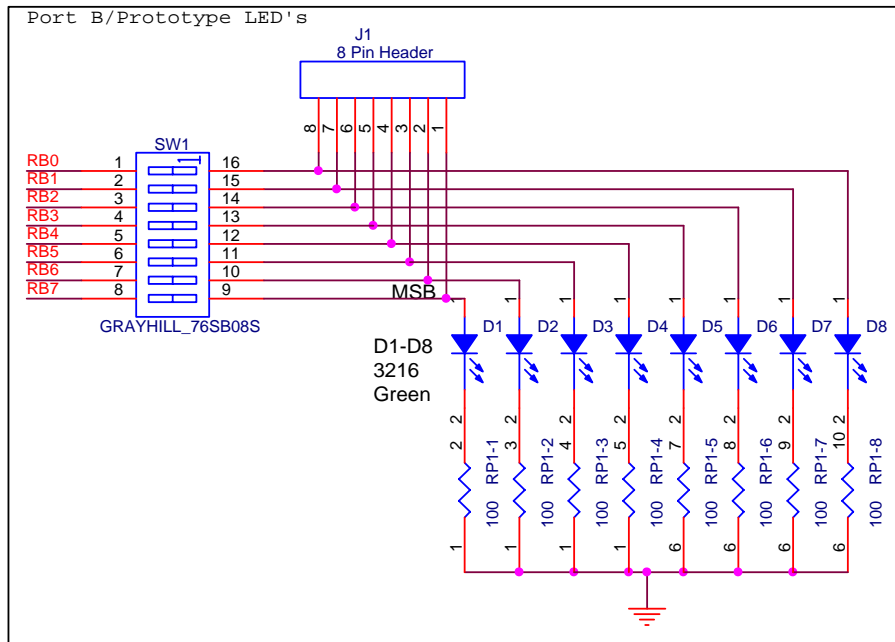 Port B/Prototype LED's
J1
8 Pin Header
8 7 6 5 4 3 2 1
SW1
RB0 1 16
RB1 2 15
RB2 3 14
RB3 4 13
RB4 5 12
RB5 6 11
RB6 7 10
RB7 8 9
GRAYHILL_76SB08S
MSB
1 1 1 1 1 1 1 1
D1 D2 D3 D4 D5 D6 D7 D8
D1-D8
3216
Green
2 2 2 2 2 2 2 2
2 3 4 5 7 8 9 10
RP1-1 RP1-2 RP1-3 RP1-4 RP1-5 RP1-6 RP1-7 RP1-8
100 100 100 100 100 100 100 100
1 1 1 1 6 6 6 6